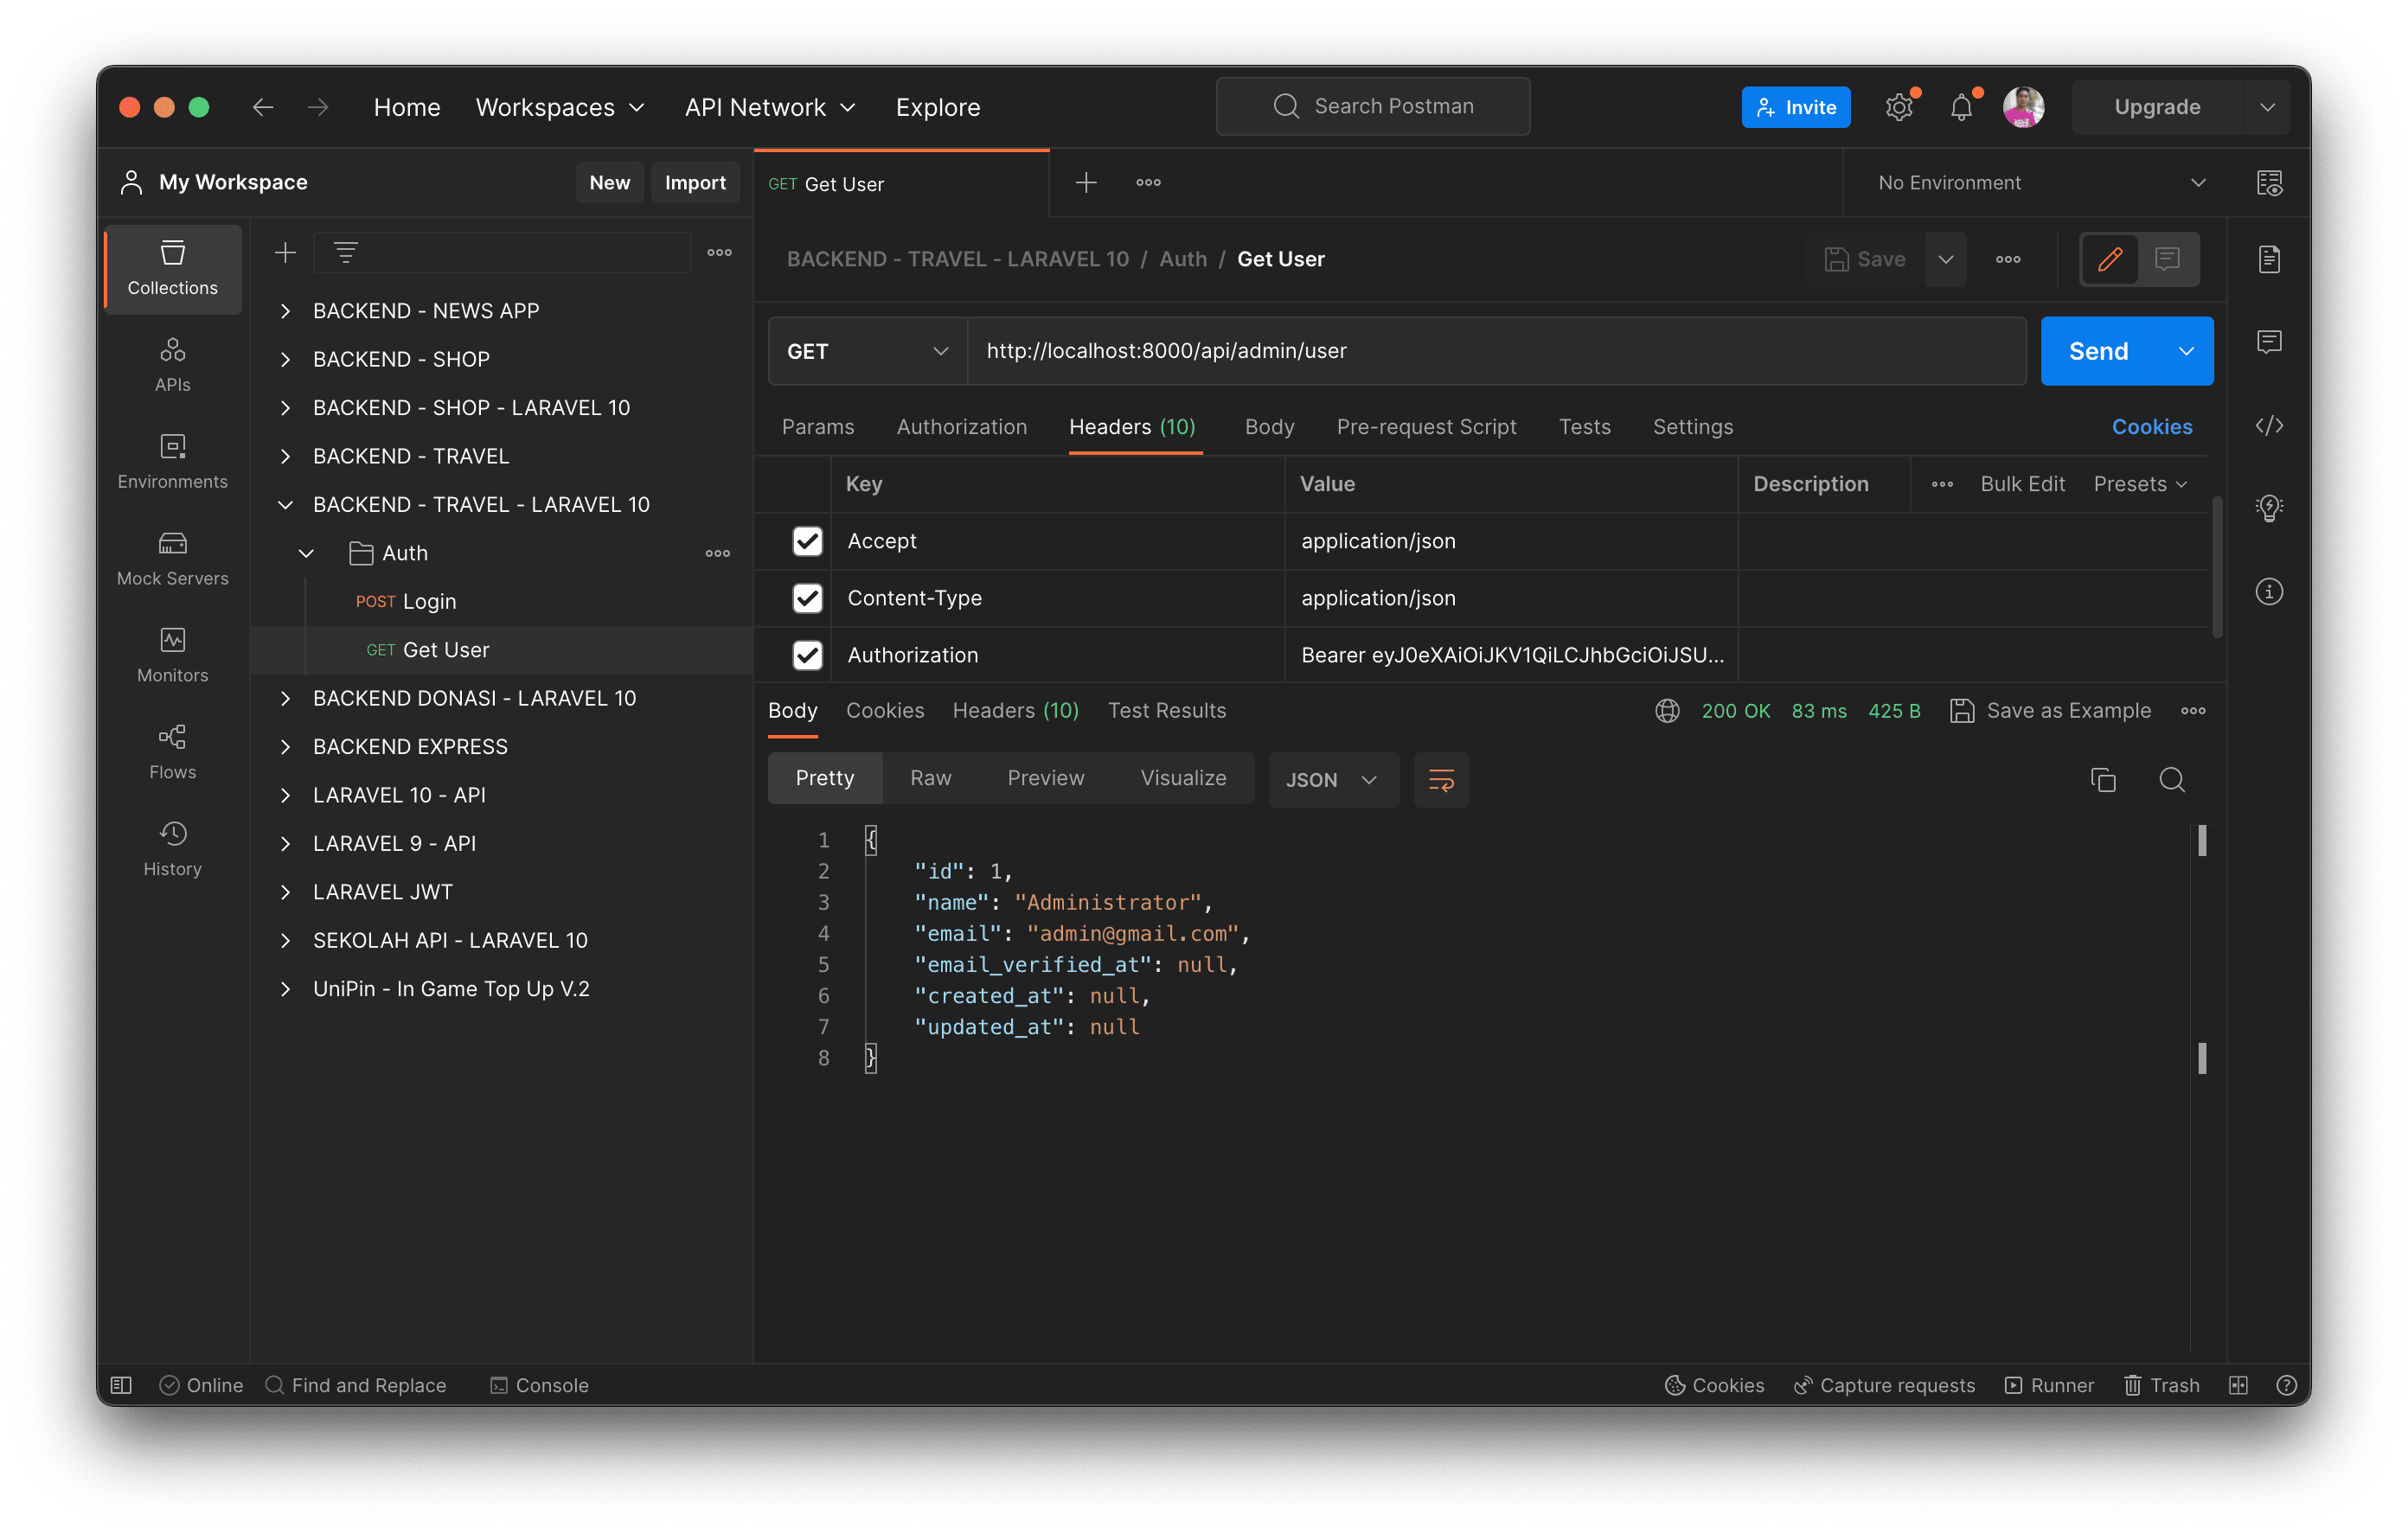 Home Workspaces API Network Explore Search Postman Invite Upgrade
My Workspace New Import
GET Get User No Environment
Collections
APIs
Environments
Mock Servers
Monitors
Flows
History
BACKEND - NEWS APP
BACKEND - SHOP
BACKEND - SHOP - LARAVEL 10
BACKEND - TRAVEL
BACKEND - TRAVEL - LARAVEL 10
Auth
POST Login
GET Get User
BACKEND DONASI - LARAVEL 10
BACKEND EXPRESS
LARAVEL 10 - API
LARAVEL 9 - API
LARAVEL JWT
SEKOLAH API - LARAVEL 10
UniPin - In Game Top Up V.2
BACKEND - TRAVEL - LARAVEL 10 / Auth / Get User Save
GET http://localhost:8000/api/admin/user Send
Params Authorization Headers (10) Body Pre-request Script Tests Settings Cookies
Key Value Description Bulk Edit Presets
Accept application/json
Content-Type application/json
Authorization Bearer eyJ0eXAiOiJKV1QiLCJhbGciOiJSU...
Body Cookies Headers (10) Test Results 200 OK 83 ms 425 B Save as Example
Pretty Raw Preview Visualize JSON
1 {
2 "id": 1,
3 "name": "Administrator",
4 "email": "admin@gmail.com",
5 "email_verified_at": null,
6 "created_at": null,
7 "updated_at": null
8 }
Online Find and Replace Console Cookies Capture requests Runner Trash